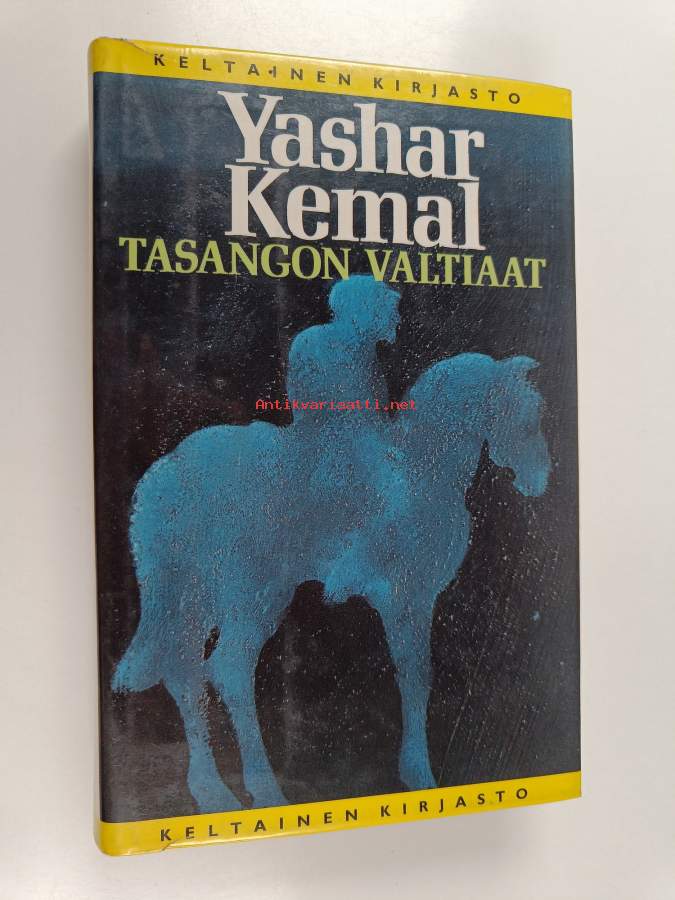 KELTAINEN KIRJASTO
Yashar
Kemal
TASANGON VALTIAAT
Antikvariaatti.net
KELTAINEN KIRJASTO